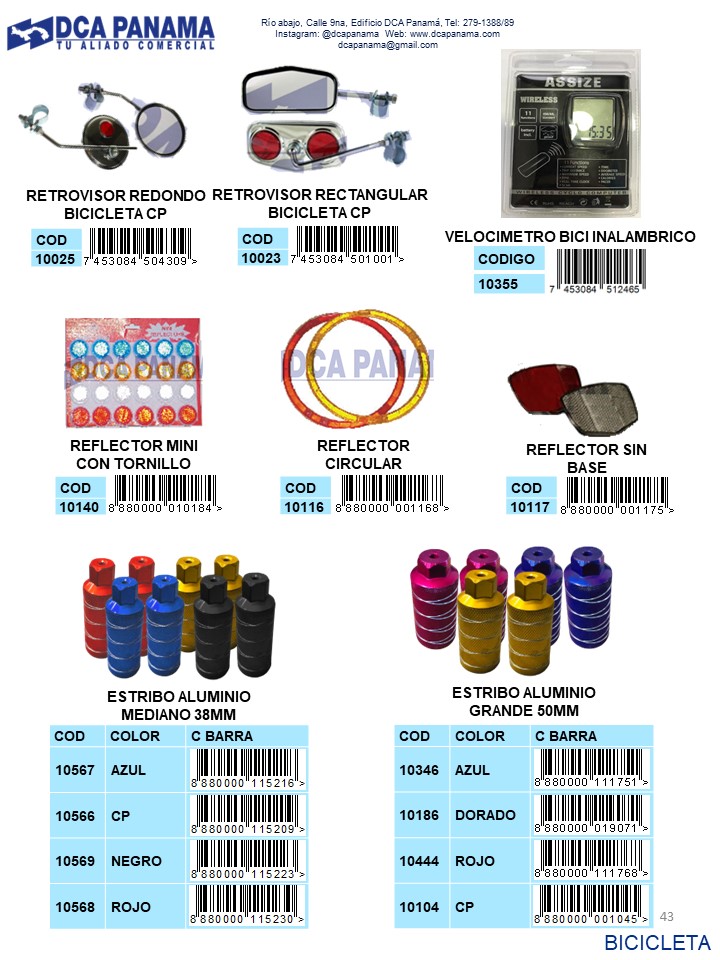 DCA PANAMA
TU ALIADO COMERCIAL
Río abajo, Calle 9na, Edificio DCA Panamá, Tel: 279-1388/89
Instagram: @dcapanama Web: www.dcapanama.com
dcapanama@gmail.com
ASSIZE
WIRELESS
11
WIRELESS CYCLE COMPUTER
RETROVISOR REDONDO
BICICLETA CP
COD
10025
7 453084 504309 >
RETROVISOR RECTANGULAR
BICICLETA CP
COD
10023
7 453084 501001 >
VELOCIMETRO BICI INALAMBRICO
CODIGO
10355
7 453084 512465
DCA PANAMA
DCA PANAM
REFLECTOR MINI
CON TORNILLO
COD
10140
8 880000 010184 >
REFLECTOR
CIRCULAR
COD
10116
8 880000 001168 >
REFLECTOR SIN
BASE
COD
10117
8 880000 001175 >
ESTRIBO ALUMINIO
MEDIANO 38MM
COD COLOR C BARRA
10567 AZUL 8 880000 115216 >
10566 CP 8 880000 115209 >
10569 NEGRO 8 880000 115223 >
10568 ROJO 8 880000 115230 >
ESTRIBO ALUMINIO
GRANDE 50MM
COD COLOR C BARRA
10346 AZUL 8 880000 111751 >
10186 DORADO 8 880000 019071 >
10444 ROJO 8 880000 111768 >
10104 CP 8 880000 001045 >
43
BICICLETA